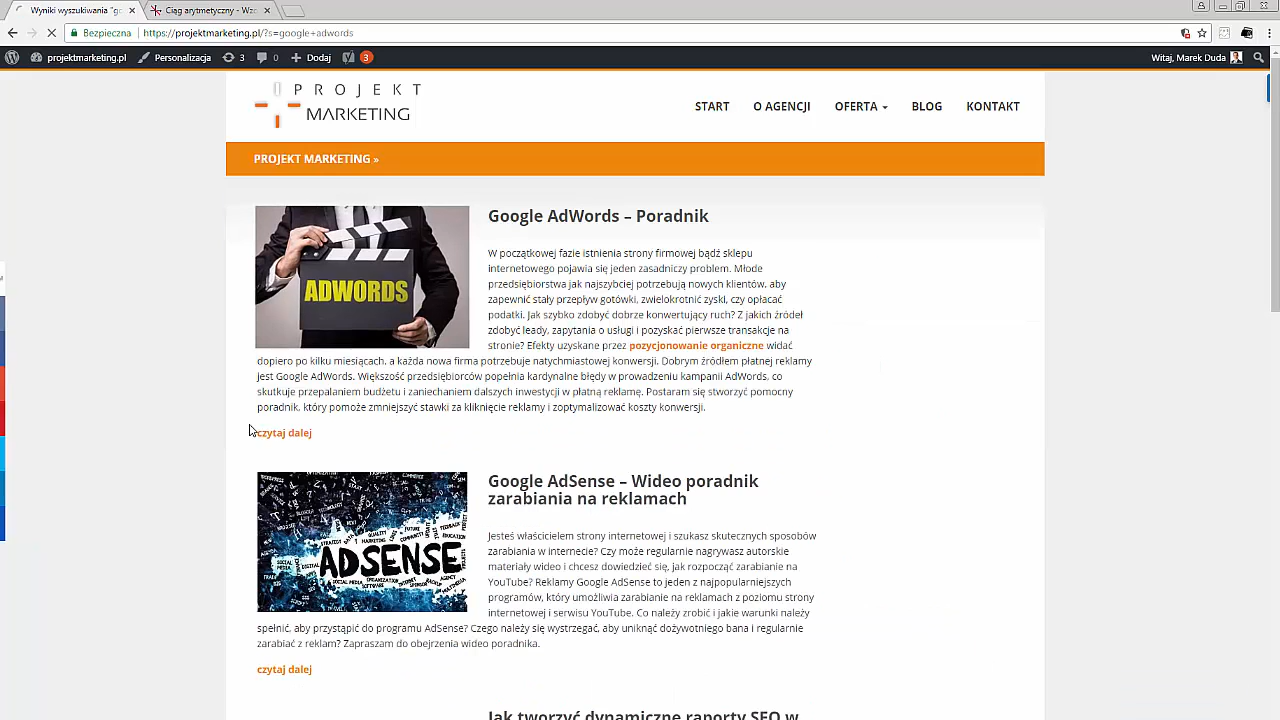 Wyniki wyszukiwania "gc
Ciąg arytmetyczny - Wzo
Bezpieczna
https://projektmarketing.pl/?s=google+adwords
projektmarketing.pl
Personalizacja
3
0
Dodaj
3
Witaj, Marek Duda
PROJEKT
MARKETING
START
O AGENCJI
OFERTA
BLOG
KONTAKT
PROJEKT MARKETING »
ADWORDS
Google AdWords – Poradnik
W początkowej fazie istnienia strony firmowej bądź sklepu
internetowego pojawia się jeden zasadniczy problem. Młode
przedsiębiorstwa jak najszybciej potrzebują nowych klientów, aby
zapewnić stały przepływ gotówki, zwielokrotnić zyski, czy opłacać
podatki. Jak szybko zdobyć dobrze konwertujący ruch? Z jakich źródeł
zdobyć leady, zapytania o usługi i pozyskać pierwsze transakcje na
stronie? Efekty uzyskane przez pozycjonowanie organiczne widać
dopiero po kilku miesiącach, a każda nowa firma potrzebuje natychmiastowej konwersji. Dobrym źródłem płatnej reklamy
jest Google AdWords. Większość przedsiębiorców popełnia kardynalne błędy w prowadzeniu kampanii AdWords, co
skutkuje przepalaniem budżetu i zaniechaniem dalszych inwestycji w płatną reklamę. Postaram się stworzyć pomocny
poradnik, który pomoże zmniejszyć stawki za kliknięcie reklamy i zoptymalizować koszty konwersji.
czytaj dalej
ADSENSE
Google AdSense – Wideo poradnik
zarabiania na reklamach
Jesteś właścicielem strony internetowej i szukasz skutecznych sposobów
zarabiania w internecie? Czy może regularnie nagrywasz autorskie
materiały wideo i chcesz dowiedzieć się, jak rozpocząć zarabianie na
YouTube? Reklamy Google AdSense to jeden z najpopularniejszych
programów, który umożliwia zarabianie na reklamach z poziomu strony
internetowej i serwisu YouTube. Co należy zrobić i jakie warunki należy
spełnić, aby przystąpić do programu AdSense? Czego należy się wystrzegać, aby uniknąć dożywotniego bana i regularnie
zarabiać z reklam? Zapraszam do obejrzenia wideo poradnika.
czytaj dalej
Jak tworzyć dynamiczne raporty SEO w